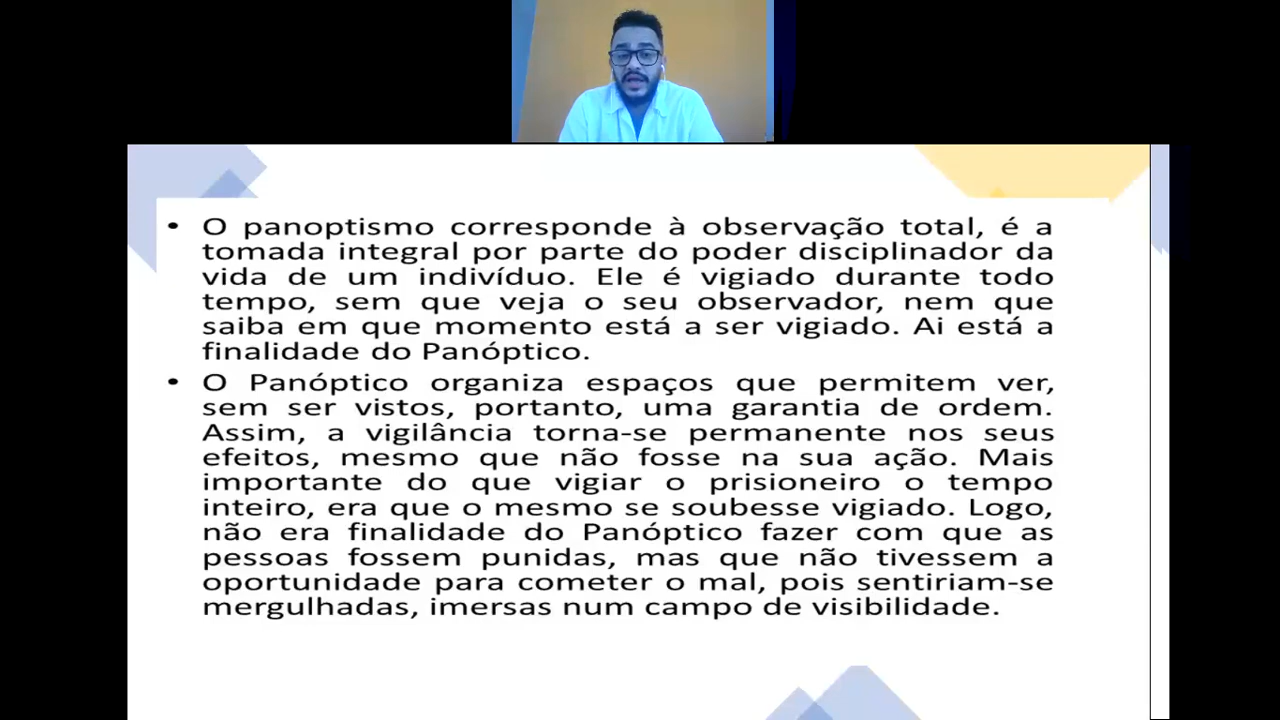 • O panoptismo corresponde à observação total, é a
tomada integral por parte do poder disciplinador da
vida de um indivíduo. Ele é vigiado durante todo
tempo, sem que veja o seu observador, nem que
saiba em que momento está a ser vigiado. Ai está a
finalidade do Panóptico.
• O Panóptico organiza espaços que permitem ver,
sem ser vistos, portanto, uma garantia de ordem.
Assim, a vigilância torna-se permanente nos seus
efeitos, mesmo que não fosse na sua ação. Mais
importante do que vigiar o prisioneiro o tempo
inteiro, era que o mesmo se soubesse vigiado. Logo,
não era finalidade do Panóptico fazer com que as
pessoas fossem punidas, mas que não tivessem a
oportunidade para cometer o mal, pois sentiriam-se
mergulhadas, imersas num campo de visibilidade.